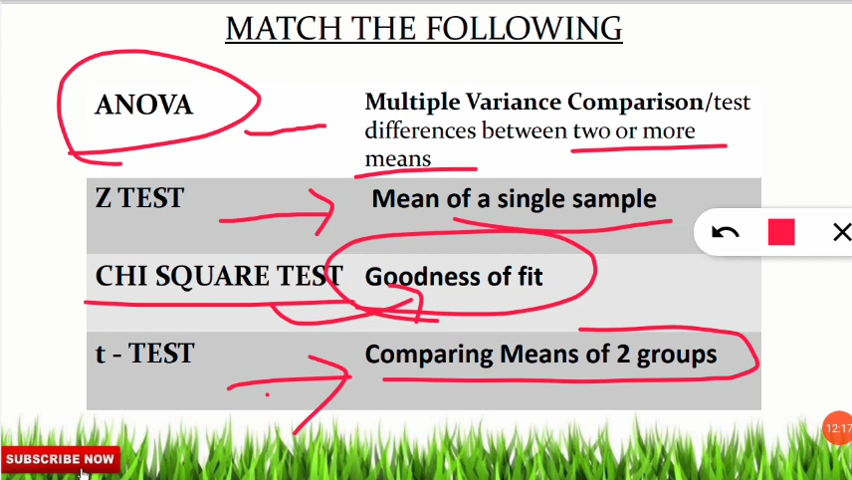 MATCH THE FOLLOWING
ANOVA
Multiple Variance Comparison/test
differences between two or more
means
Z TEST
Mean of a single sample
CHI SQUARE TEST
Goodness of fit
t - TEST
Comparing Means of 2 groups
12:17
SUBSCRIBE NOW